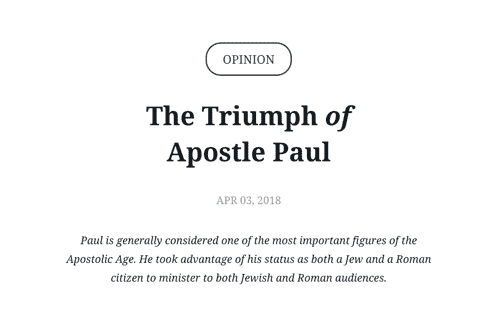 OPINION
The Triumph of
Apostle Paul
APR 03, 2018
Paul is generally considered one of the most important figures of the
Apostolic Age. He took advantage of his status as both a Jew and a Roman
citizen to minister to both Jewish and Roman audiences.